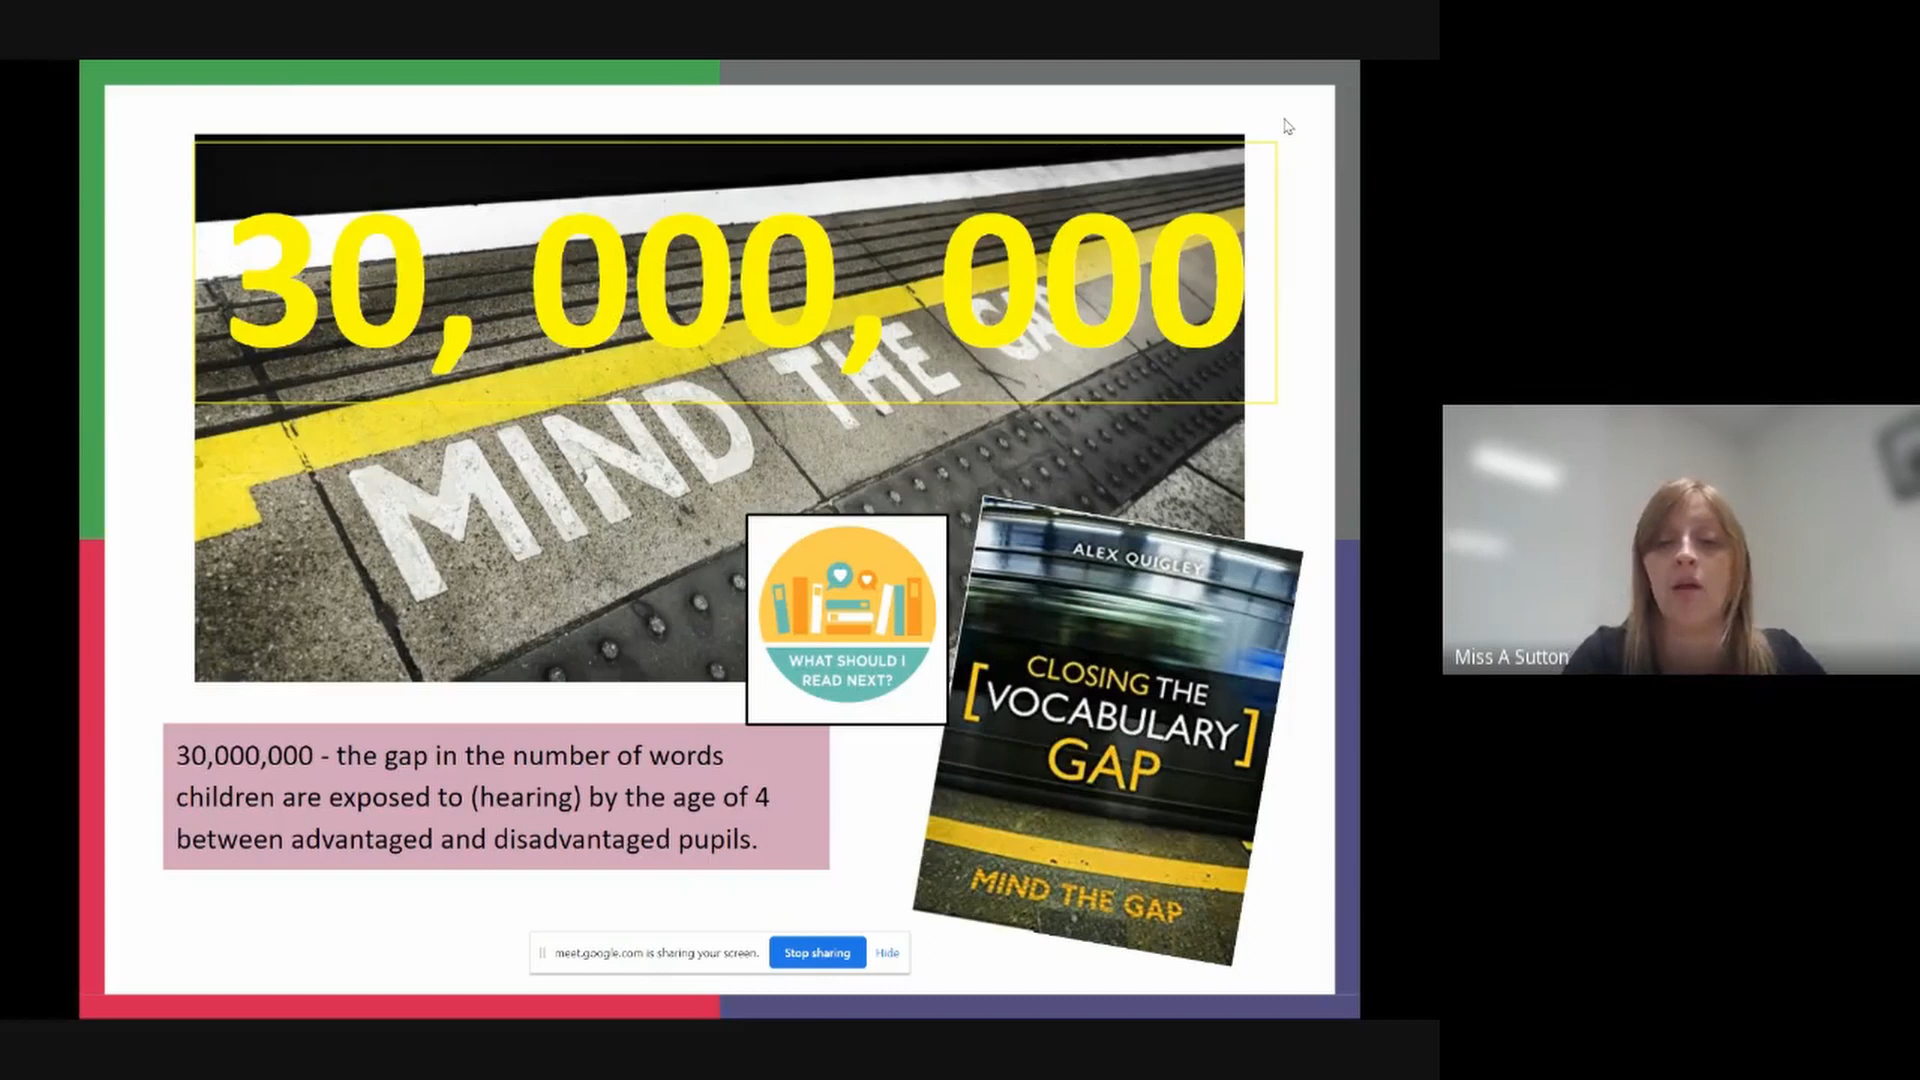 30, 000, 000
MIND THE GAP
WHAT SHOULD I
READ NEXT?
ALEX QUIGLEY
CLOSING THE
[VOCABULARY]
GAP
MIND THE GAP
30,000,000 - the gap in the number of words
children are exposed to (hearing) by the age of 4
between advantaged and disadvantaged pupils.
meet.google.com is sharing your screen. Stop sharing Hide
Miss A Sutton